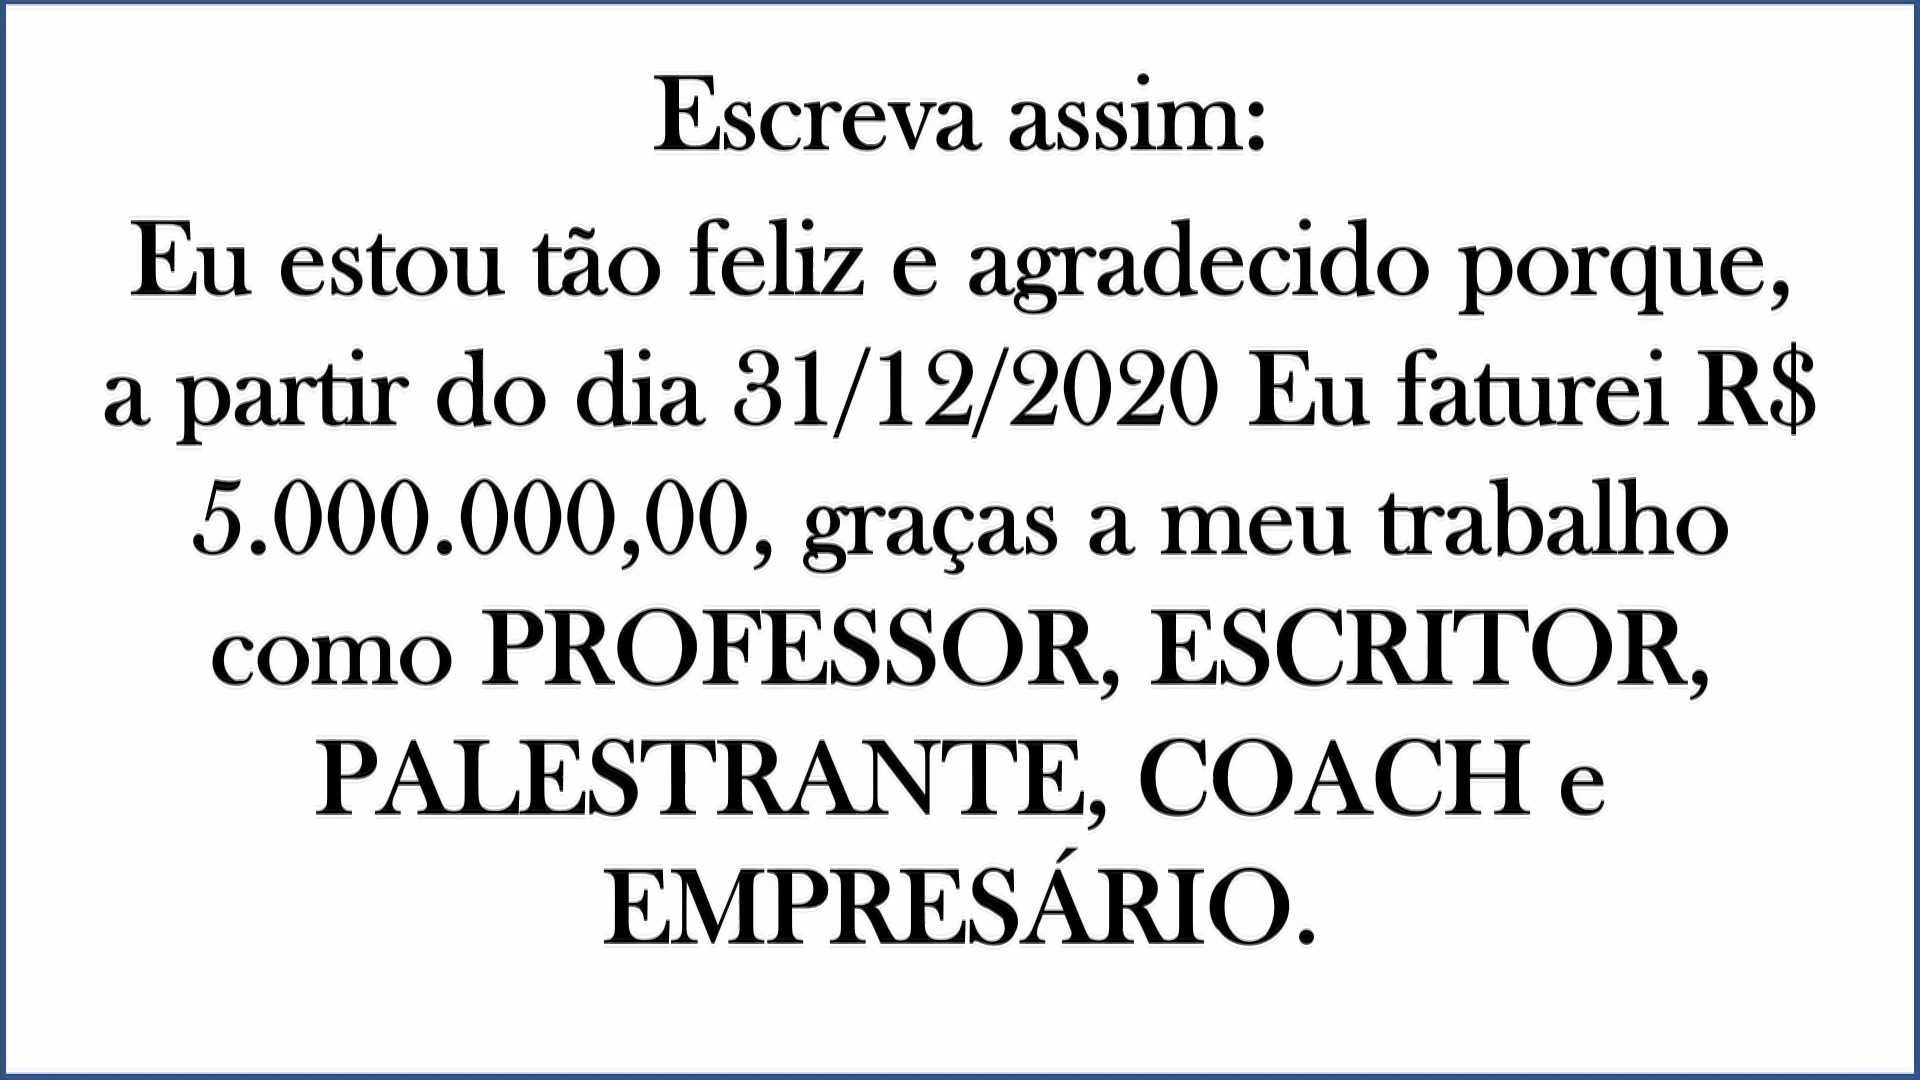 Escreva assim:
Eu estou tão feliz e agradecido porque,
a partir do dia 31/12/2020 Eu faturei R$
5.000.000,00, graças a meu trabalho
como PROFESSOR, ESCRITOR,
PALESTRANTE, COACH e
EMPRESÁRIO.